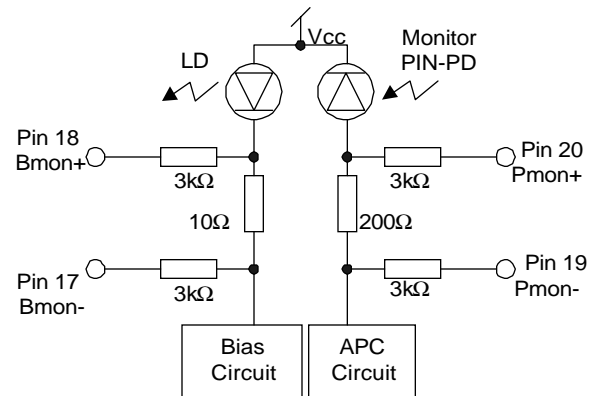 Vcc
LD
Monitor
PIN-PD
Pin 18
Bmon+
3kΩ
3kΩ
Pin 20
Pmon+
10Ω
200Ω
Pin 17
Bmon-
3kΩ
3kΩ
Pin 19
Pmon-
Bias
Circuit
APC
Circuit